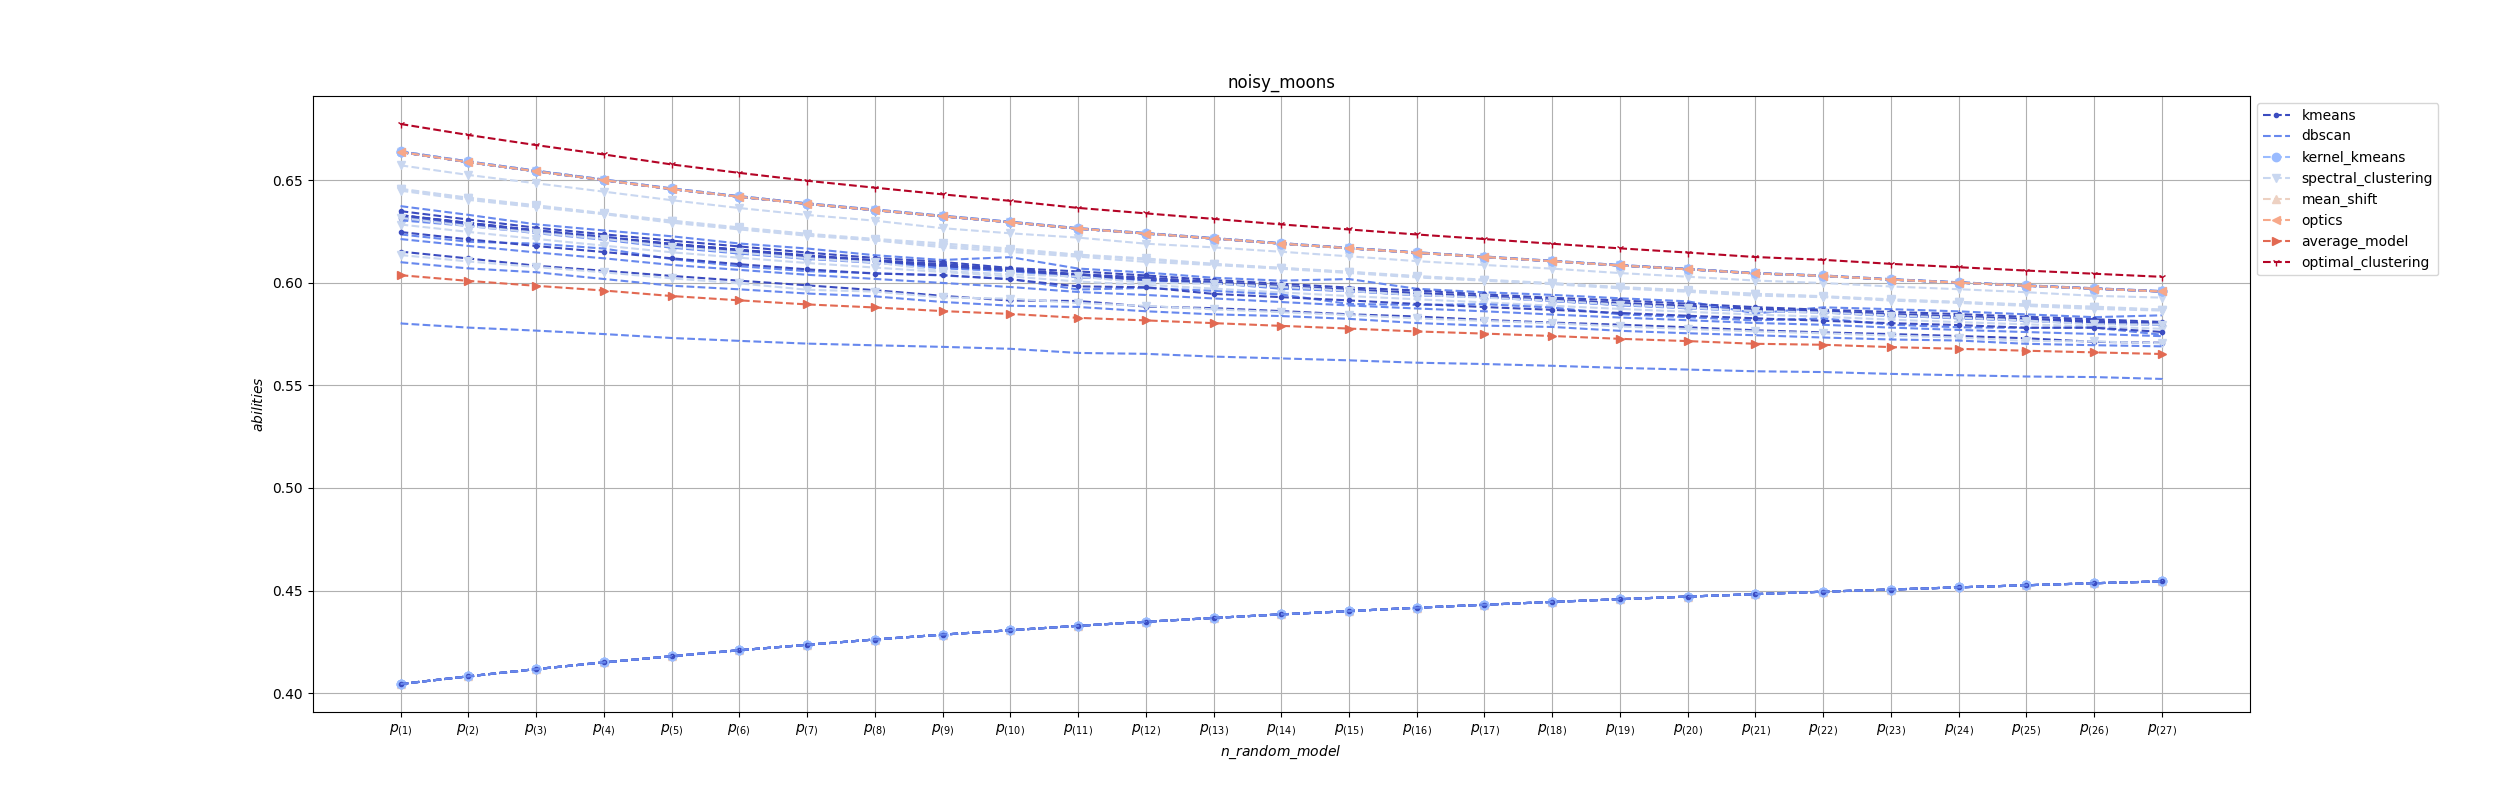 noisy_moons
kmeans
dbscan
kernel_kmeans
spectral_clustering
mean_shift
optics
average_model
optimal_clustering
0.65
0.60
0.55
0.50
0.45
0.40
abilities
p(1) p(2) p(3) p(4) p(5) p(6) p(7) p(8) p(9) p(10) p(11) p(12) p(13) p(14) p(15) p(16) p(17) p(18) p(19) p(20) p(21) p(22) p(23) p(24) p(25) p(26) p(27)
n_random_model